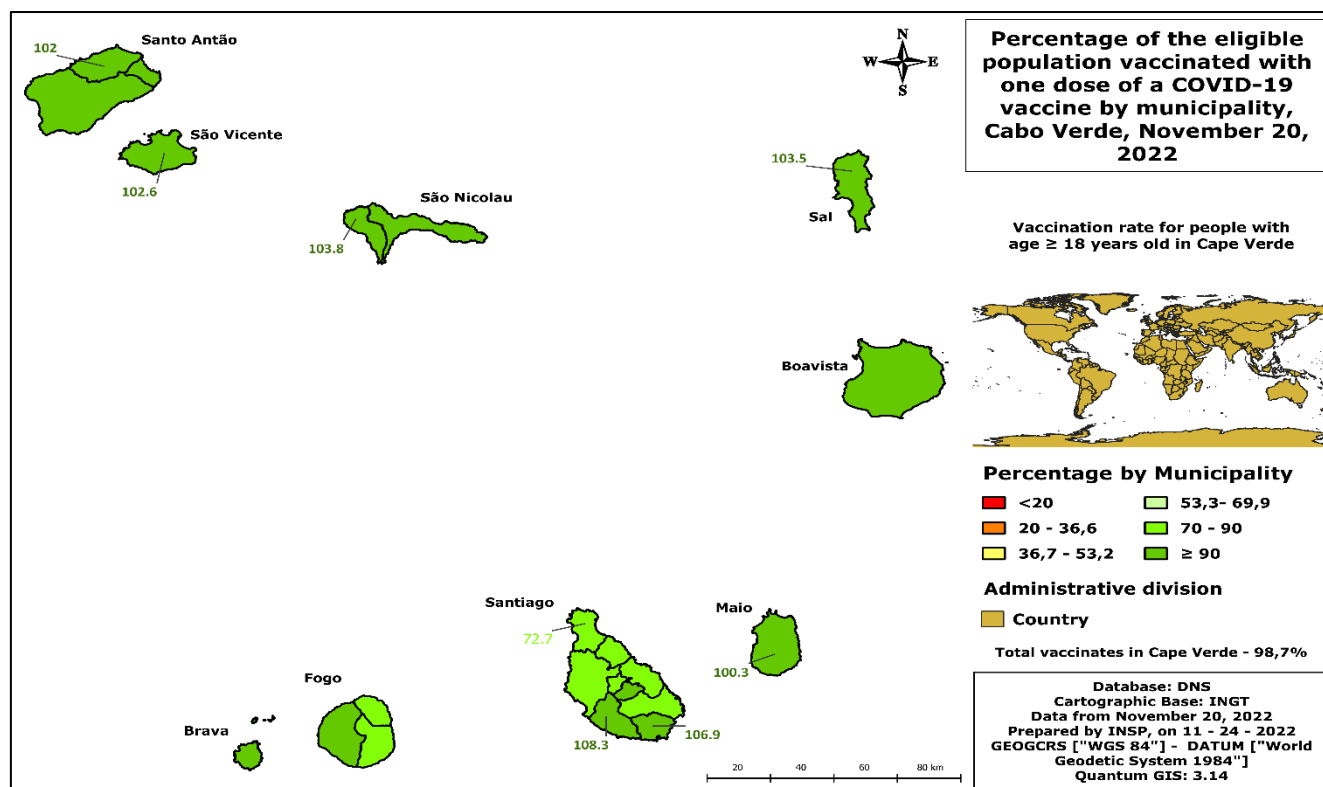 Percentage of the eligible
population vaccinated with
one dose of a COVID-19
vaccine by municipality,
Cabo Verde, November 20,
2022
N
W E
S
Santo Antão
102
São Vicente
102.6
São Nicolau
103.8
103.5
Sal
Boavista
Santiago
72.7
108.3
106.9
Maio
100.3
Fogo
Brava
20 40 60 80 km
Vaccination rate for people with
age ≥ 18 years old in Cape Verde
Percentage by Municipality
<20
20 - 36,6
36,7 - 53,2
53,3- 69,9
70 - 90
≥ 90
Administrative division
Country
Total vaccinates in Cape Verde - 98,7%
Database: DNS
Cartographic Base: INGT
Data from November 20, 2022
Prepared by INSP, on 11 - 24 - 2022
GEOGCRS ["WGS 84"] - DATUM ["World
Geodetic System 1984"]
Quantum GIS: 3.14